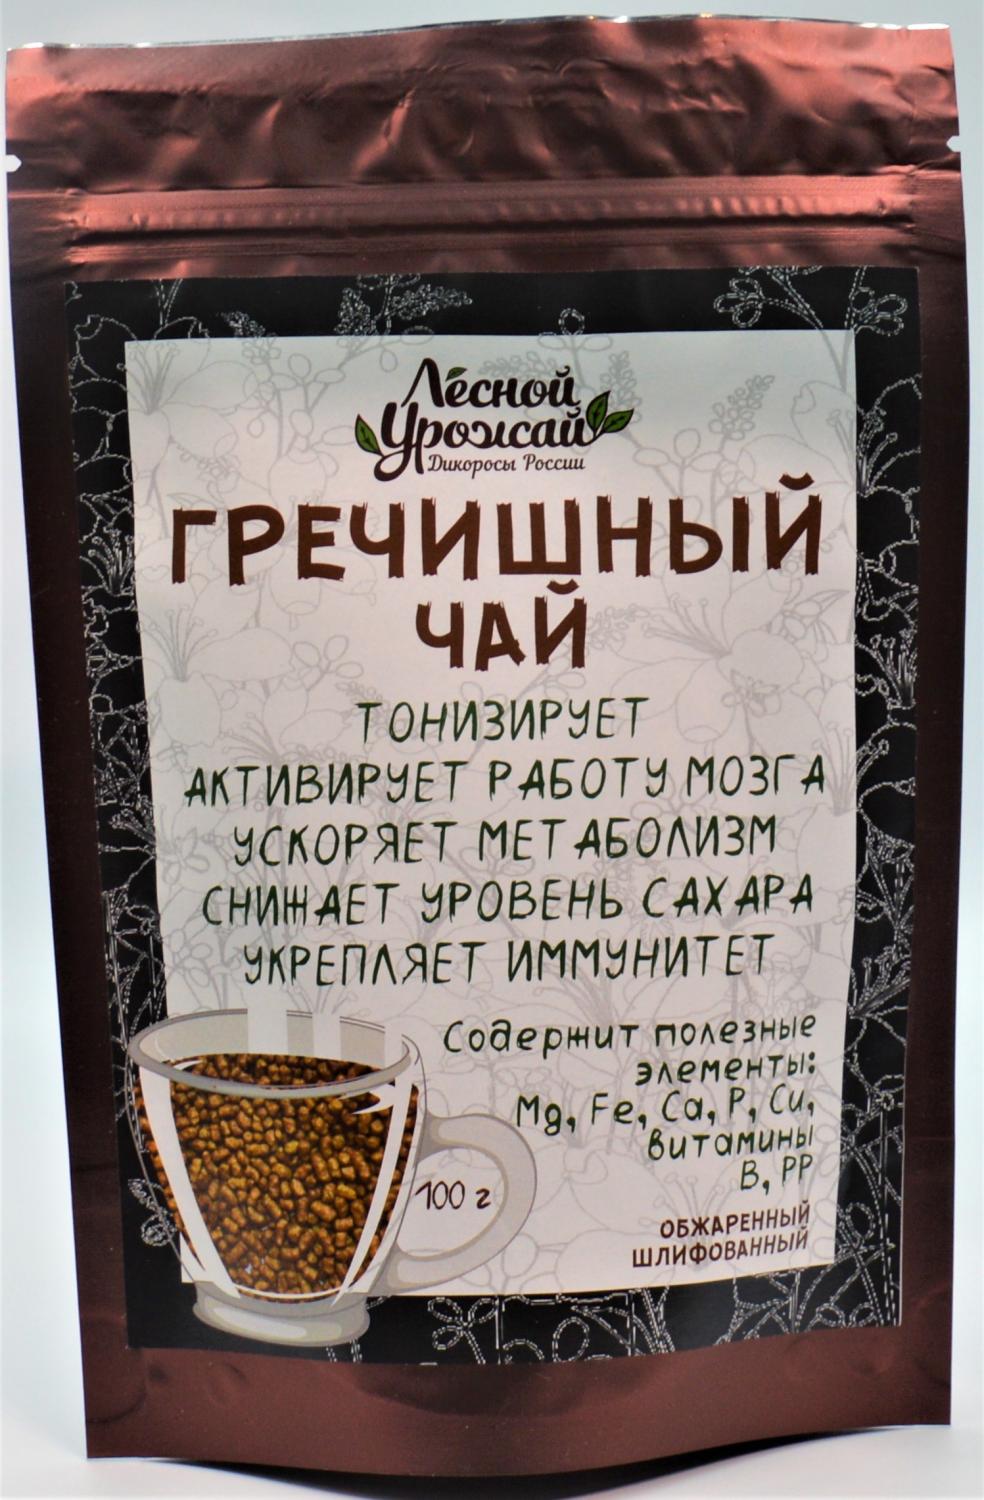 Лесной
Урожай
Дикоросы России
ГРЕЧИШНЫЙ
ЧАЙ
ТОНИЗИРУЕТ
АКТИВИРУЕТ РАБОТУ МОЗГА
УСКОРЯЕТ МЕТАБОЛИЗМ
СНИЖАЕТ УРОВЕНЬ САХАРА
УКРЕПЛЯЕТ ИММУНИТЕТ
Содержит полезные
элементы:
Mg, Fe, Ca, P, Cu,
витамины
B, PP
100 г
ОБЖАРЕННЫЙ
ШЛИФОВАННЫЙ